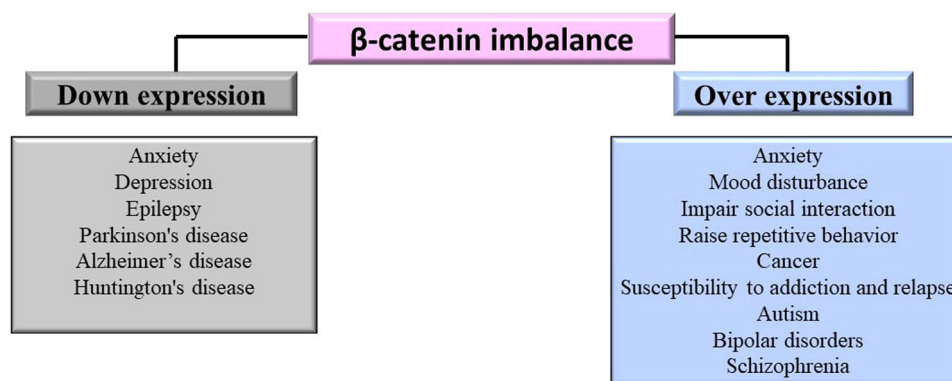 β-catenin imbalance
Down expression
Anxiety
Depression
Epilepsy
Parkinson's disease
Alzheimer’s disease
Huntington's disease
Over expression
Anxiety
Mood disturbance
Impair social interaction
Raise repetitive behavior
Cancer
Susceptibility to addiction and relapse
Autism
Bipolar disorders
Schizophrenia